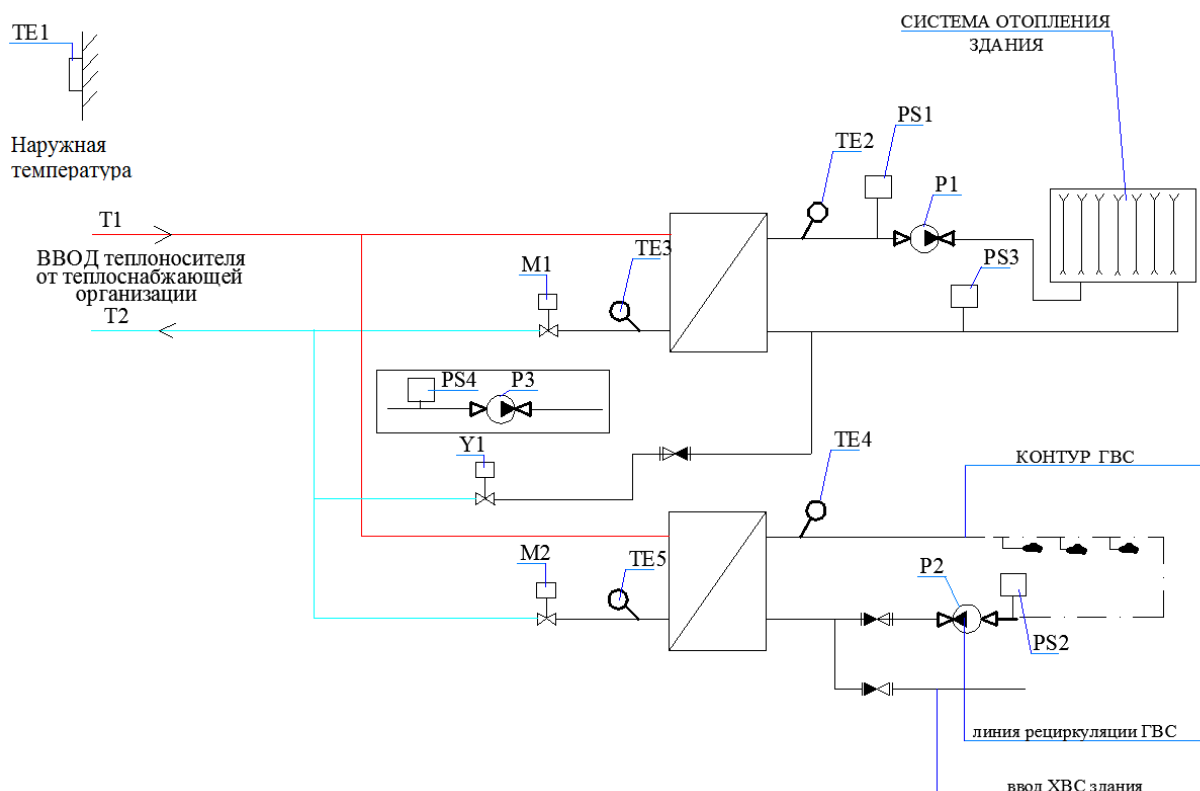 СИСТЕМА ОТОПЛЕНИЯ
ЗДАНИЯ
TE1
Наружная
температура
PS1
TE2
P1
T1
ВВОД теплоносителя
от теплоснабжающей
организации
T2
TE3
M1
PS3
PS4
P3
Y1
TE4
КОНТУР ГВС
M2
TE5
P2
PS2
линия рециркуляции ГВС
ввод ХВС здания